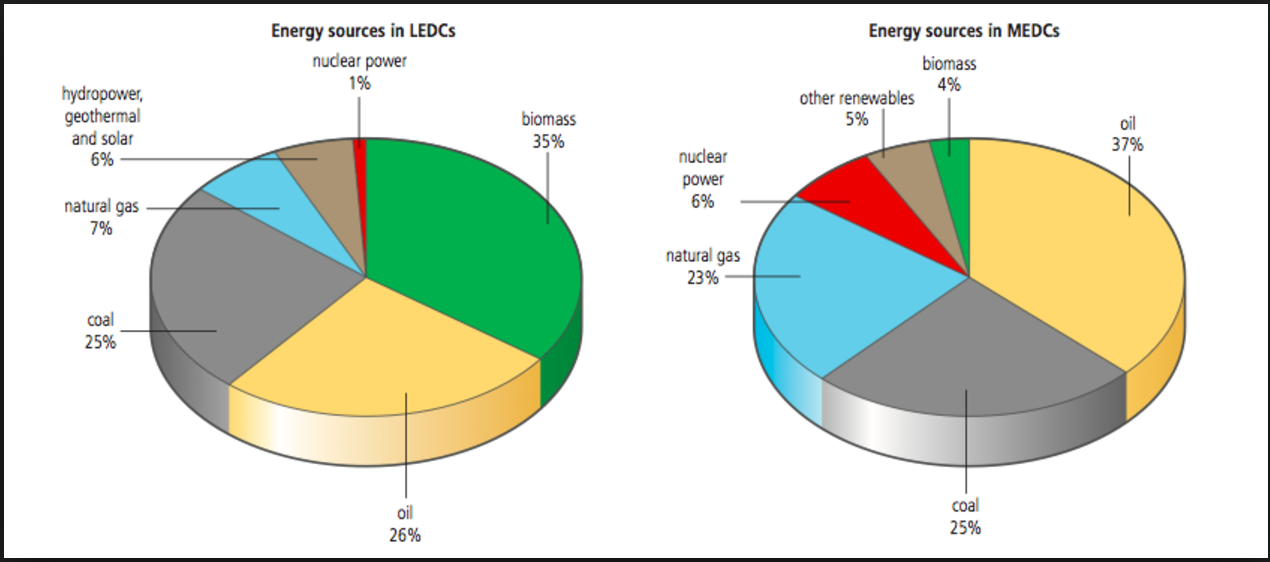 Energy sources in LEDCs
nuclear power
1%
hydropower,
geothermal
and solar
6%
biomass
35%
natural gas
7%
coal
25%
oil
26%
Energy sources in MEDCs
biomass
4%
other renewables
5%
oil
37%
nuclear
power
6%
natural gas
23%
coal
25%